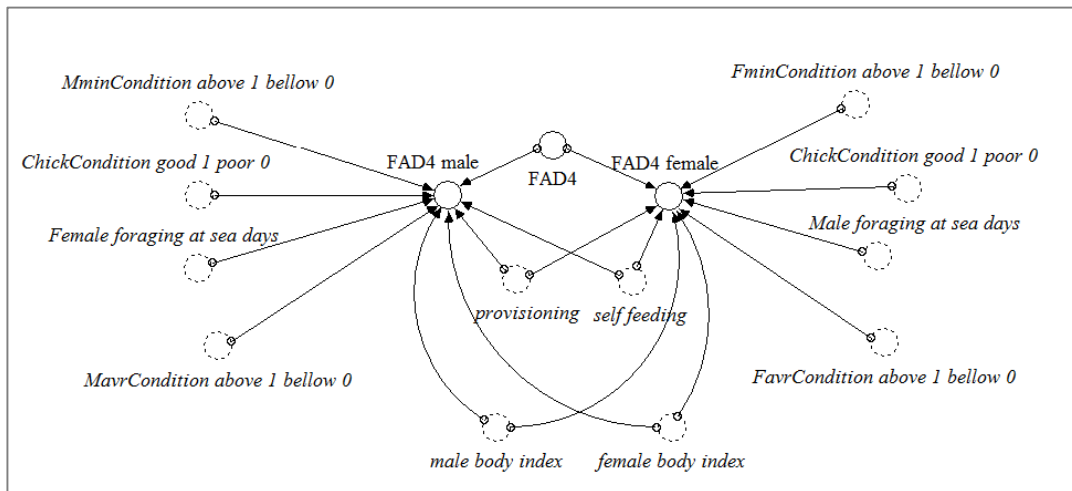 MminCondition above 1 bellow 0
FminCondition above 1 bellow 0
FAD4 male
FAD4
FAD4 female
ChickCondition good 1 poor 0
ChickCondition good 1 poor 0
Female foraging at sea days
Male foraging at sea days
provisioning
self feeding
MavrCondition above 1 bellow 0
FavrCondition above 1 bellow 0
male body index
female body index